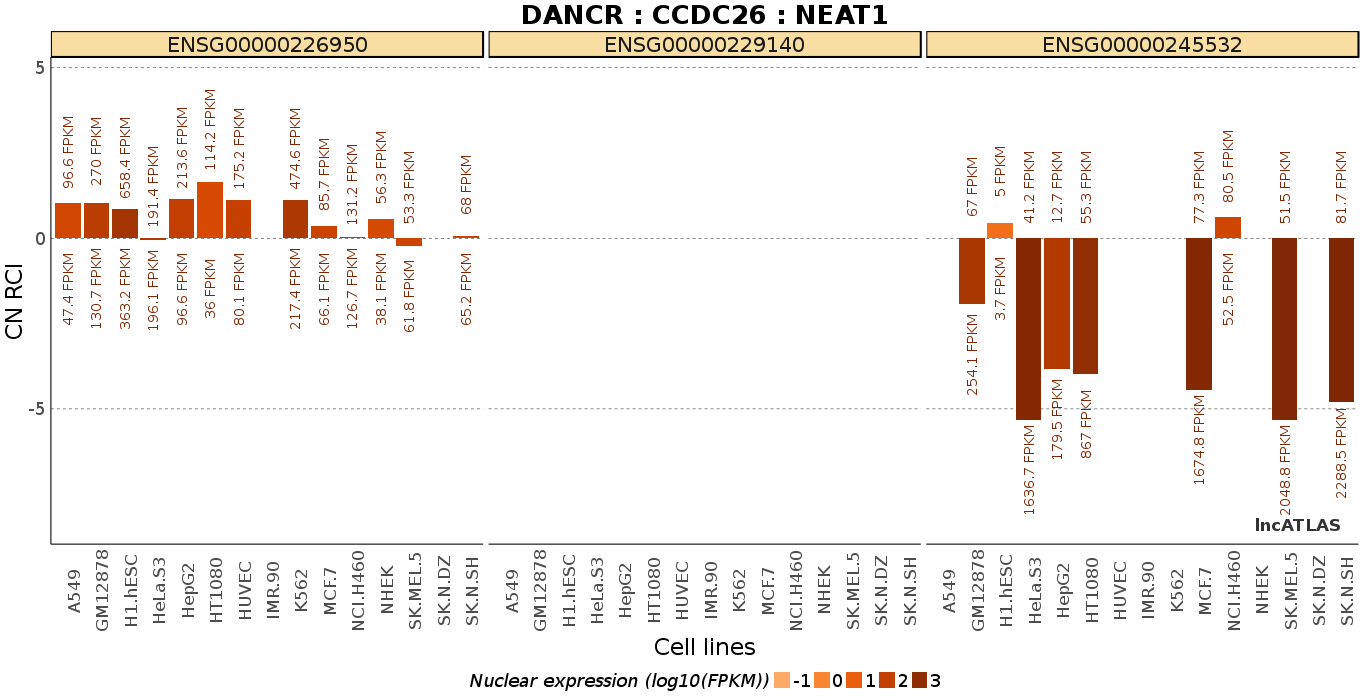 DANCR : CCDC26 : NEAT1
ENSG00000226950
ENSG00000229140
ENSG00000245532
5
0
-5
CN RCI
96.6 FPKM
270 FPKM
658.4 FPKM
191.4 FPKM
213.6 FPKM
114.2 FPKM
175.2 FPKM
474.6 FPKM
85.7 FPKM
131.2 FPKM
56.3 FPKM
53.3 FPKM
68 FPKM
47.4 FPKM
130.7 FPKM
363.2 FPKM
196.1 FPKM
96.6 FPKM
36 FPKM
80.1 FPKM
217.4 FPKM
66.1 FPKM
126.7 FPKM
38.1 FPKM
61.8 FPKM
65.2 FPKM
67 FPKM
5 FPKM
41.2 FPKM
12.7 FPKM
55.3 FPKM
77.3 FPKM
80.5 FPKM
51.5 FPKM
81.7 FPKM
254.1 FPKM
3.7 FPKM
1636.7 FPKM
179.5 FPKM
867 FPKM
1674.8 FPKM
52.5 FPKM
2048.8 FPKM
2288.5 FPKM
lncATLAS
A549
GM12878
H1.hESC
HeLa.S3
HepG2
HT1080
HUVEC
IMR.90
K562
MCF.7
NCI.H460
NHEK
SK.MEL.5
SK.N.DZ
SK.N.SH
A549
GM12878
H1.hESC
HeLa.S3
HepG2
HT1080
HUVEC
IMR.90
K562
MCF.7
NCI.H460
NHEK
SK.MEL.5
SK.N.DZ
SK.N.SH
A549
GM12878
H1.hESC
HeLa.S3
HepG2
HT1080
HUVEC
IMR.90
K562
MCF.7
NCI.H460
NHEK
SK.MEL.5
SK.N.DZ
SK.N.SH
Cell lines
Nuclear expression (log10(FPKM)) -1 0 1 2 3